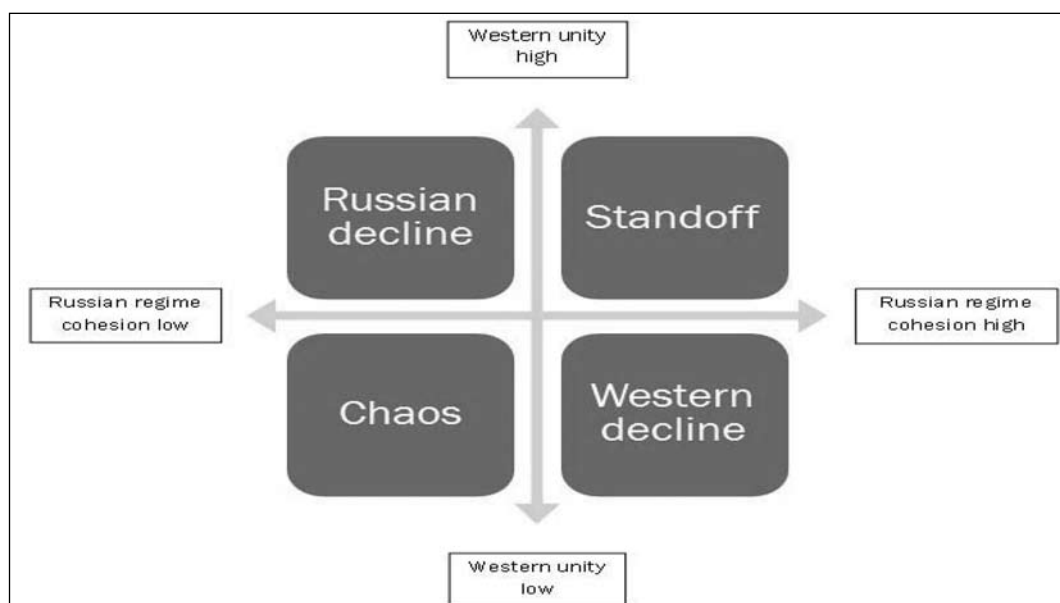 Western unity
high
Russian
decline
Standoff
Russian regime
cohesion low
Russian regime
cohesion high
Chaos
Western
decline
Western unity
low